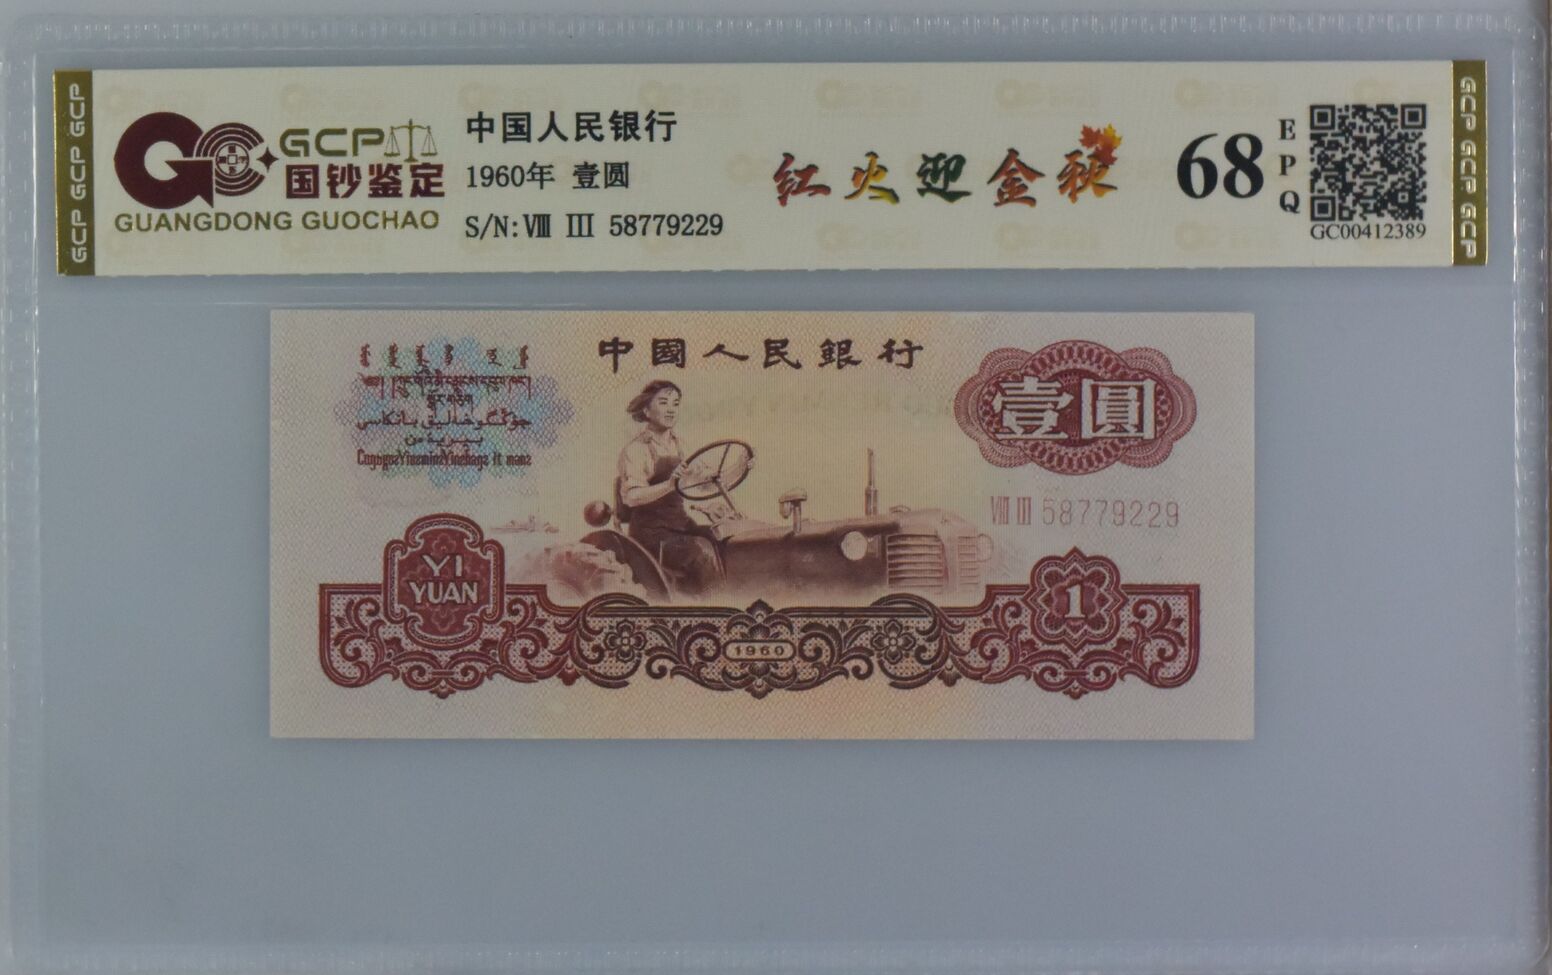 GCP GCP GCP
GCP
国钞鉴定
GUANGDONG GUOCHAO
中国人民银行
1960年 壹圆
S/N:Ⅷ Ⅲ 58779229
红火迎金秋
68
EPQ
GC00412389
GCP GCP GCP
中國人民銀行
壹圓
Ⅷ Ⅲ 58779229
YI
YUAN
1960
1